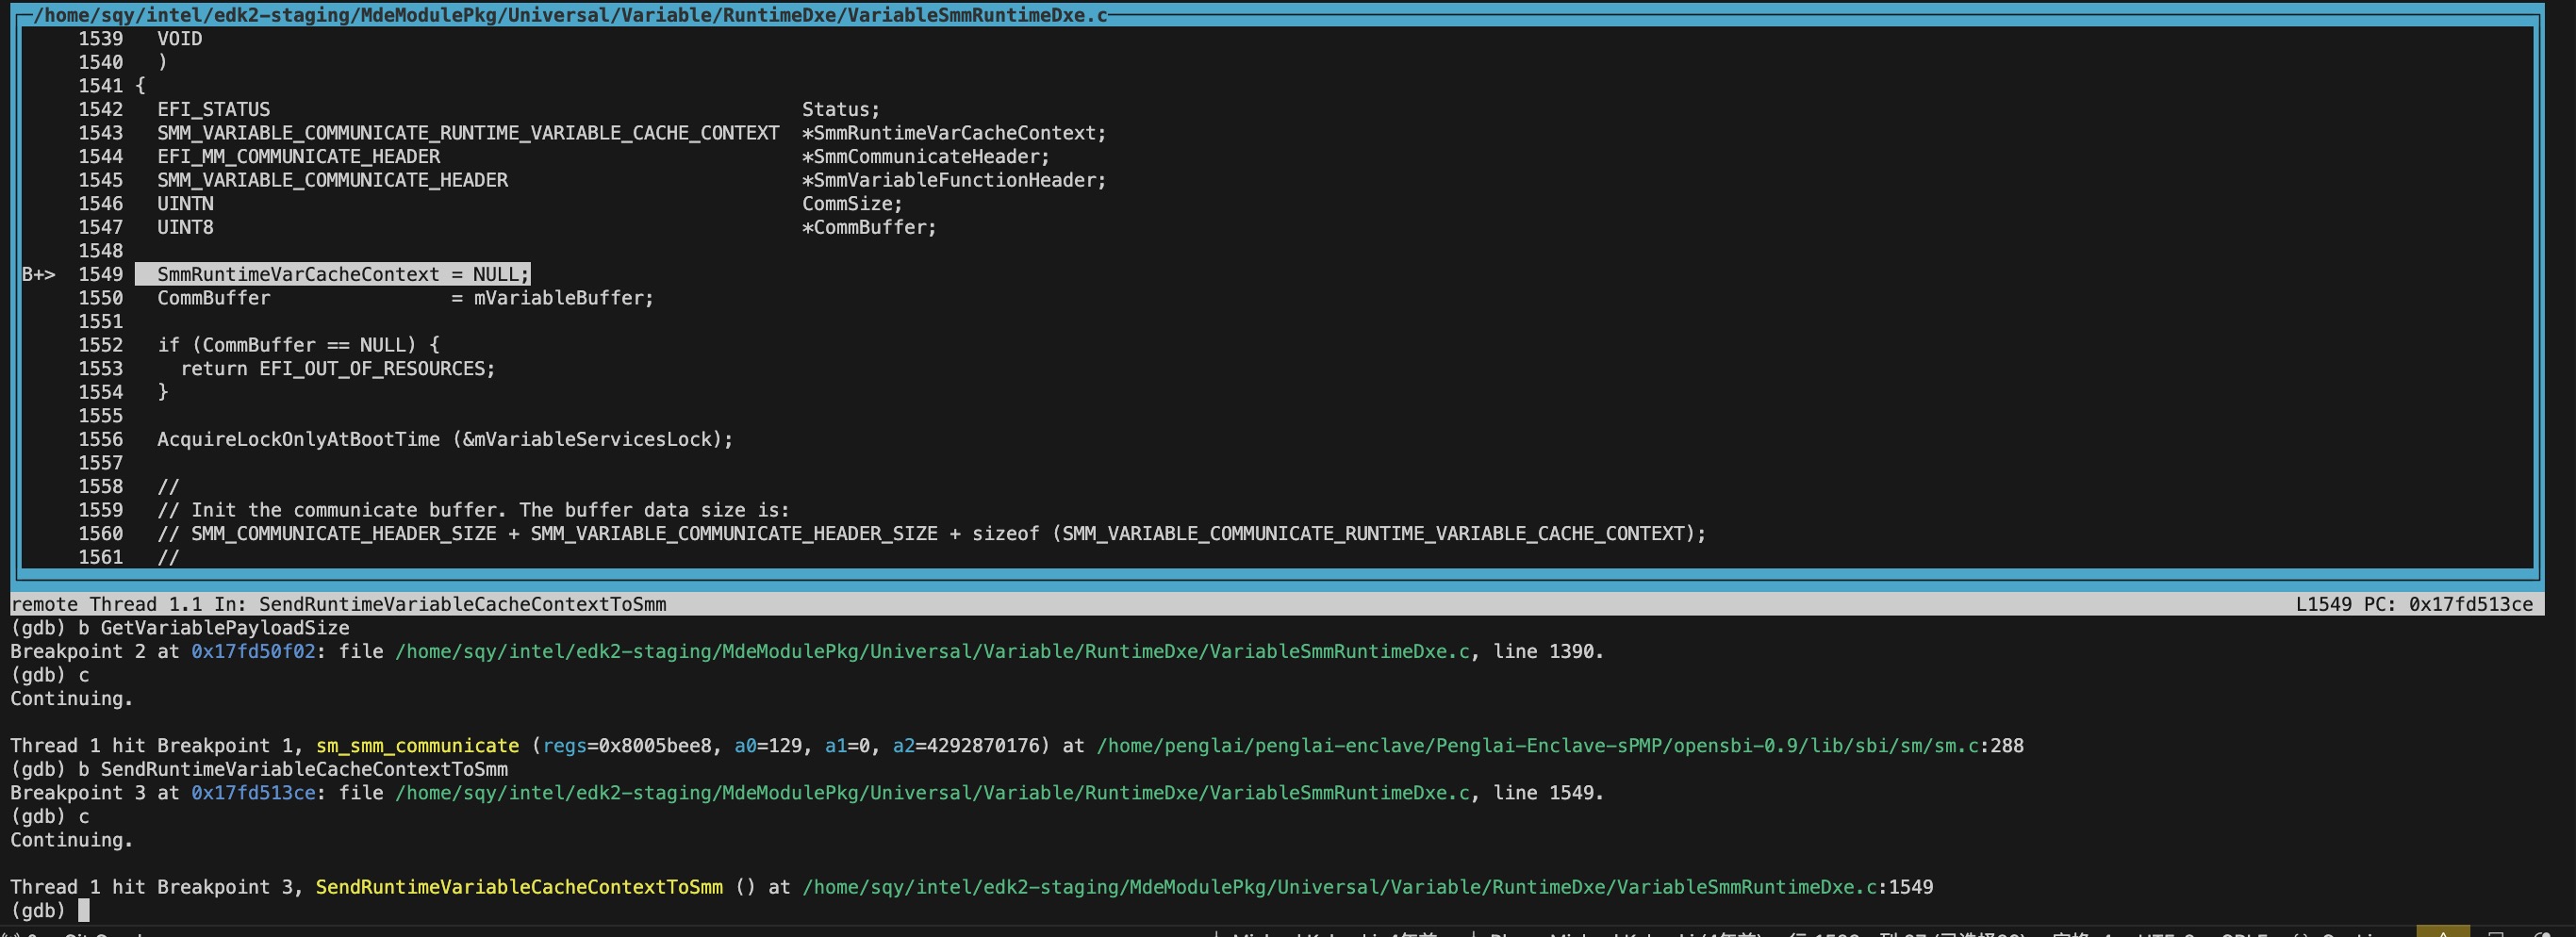 /home/sqy/intel/edk2-staging/MdeModulePkg/Universal/Variable/RuntimeDxe/VariableSmmRuntimeDxe.c
1539 VOID
1540 )
1541 {
1542 EFI_STATUS Status;
1543 SMM_VARIABLE_COMMUNICATE_RUNTIME_VARIABLE_CACHE_CONTEXT *SmmRuntimeVarCacheContext;
1544 EFI_MM_COMMUNICATE_HEADER *SmmCommunicateHeader;
1545 SMM_VARIABLE_COMMUNICATE_HEADER *SmmVariableFunctionHeader;
1546 UINTN CommSize;
1547 UINT8 *CommBuffer;
1548
B+> 1549 SmmRuntimeVarCacheContext = NULL;
1550 CommBuffer = mVariableBuffer;
1551
1552 if (CommBuffer == NULL) {
1553 return EFI_OUT_OF_RESOURCES;
1554 }
1555
1556 AcquireLockOnlyAtBootTime (&mVariableServicesLock);
1557
1558 //
1559 // Init the communicate buffer. The buffer data size is:
1560 // SMM_COMMUNICATE_HEADER_SIZE + SMM_VARIABLE_COMMUNICATE_HEADER_SIZE + sizeof (SMM_VARIABLE_COMMUNICATE_RUNTIME_VARIABLE_CACHE_CONTEXT);
1561 //
remote Thread 1.1 In: SendRuntimeVariableCacheContextToSmm L1549 PC: 0x17fd513ce
(gdb) b GetVariablePayloadSize
Breakpoint 2 at 0x17fd50f02: file /home/sqy/intel/edk2-staging/MdeModulePkg/Universal/Variable/RuntimeDxe/VariableSmmRuntimeDxe.c, line 1390.
(gdb) c
Continuing.
Thread 1 hit Breakpoint 1, sm_smm_communicate (regs=0x8005bee8, a0=129, a1=0, a2=4292870176) at /home/penglai/penglai-enclave/Penglai-Enclave-sPMP/opensbi-0.9/lib/sbi/sm/sm.c:288
(gdb) b SendRuntimeVariableCacheContextToSmm
Breakpoint 3 at 0x17fd513ce: file /home/sqy/intel/edk2-staging/MdeModulePkg/Universal/Variable/RuntimeDxe/VariableSmmRuntimeDxe.c, line 1549.
(gdb) c
Continuing.
Thread 1 hit Breakpoint 3, SendRuntimeVariableCacheContextToSmm () at /home/sqy/intel/edk2-staging/MdeModulePkg/Universal/Variable/RuntimeDxe/VariableSmmRuntimeDxe.c:1549
(gdb)